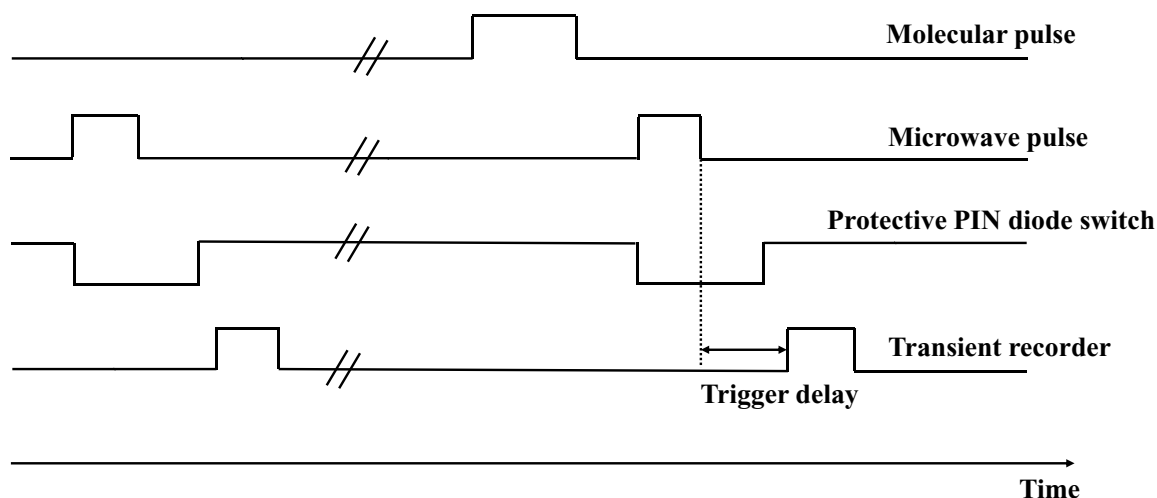 Molecular pulse
Microwave pulse
Protective PIN diode switch
Transient recorder
Trigger delay
Time